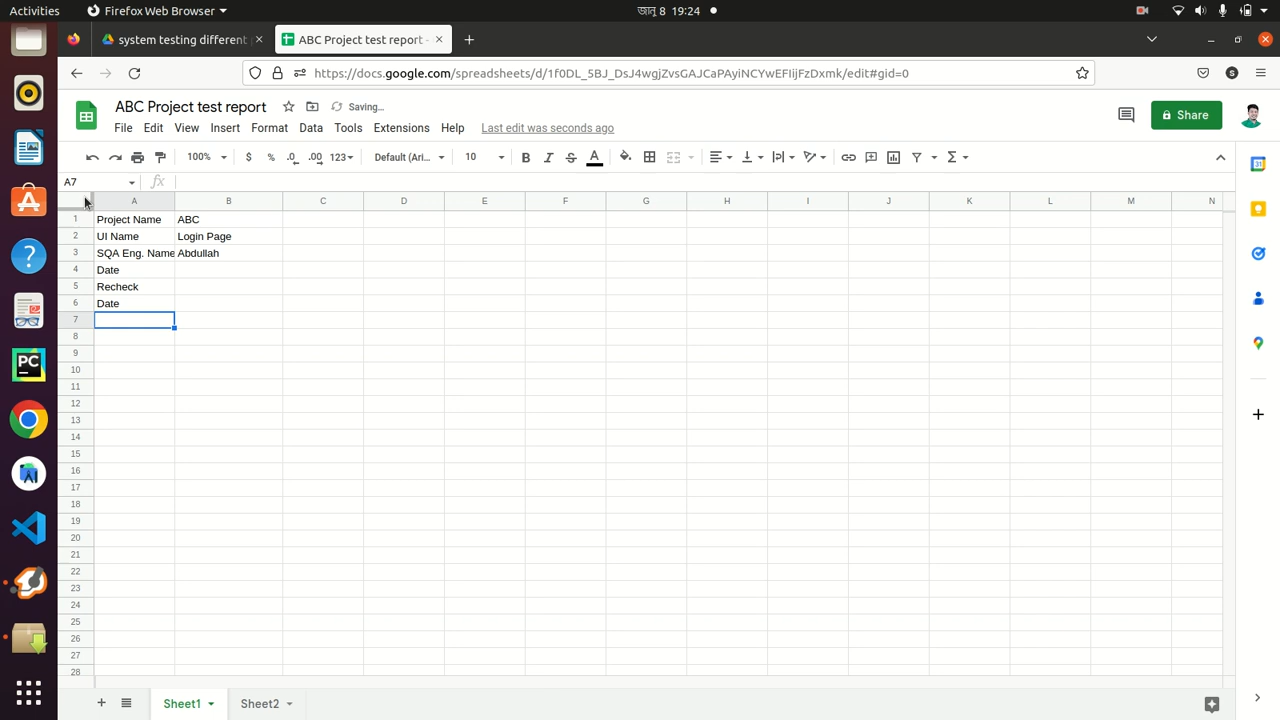 Activities
Firefox Web Browser
জানু 8 19:24
system testing different
ABC Project test report -
https://docs.google.com/spreadsheets/d/1f0DL_5BJ_DsJ4wgjZvsGAJCaPAyiNCYwEFIijFzDxmk/edit#gid=0
ABC Project test report
Saving...
Share
File Edit View Insert Format Data Tools Extensions Help Last edit was seconds ago
100% $ % .0 .00 123 Default (Ari... 10 B I S A
A7 fx
A B C D E F G H I J K L M N
1 Project Name ABC
2 UI Name Login Page
3 SQA Eng. Name Abdullah
4 Date
5 Recheck
6 Date
7
8
9
10
11
12
13
14
15
16
17
18
19
20
21
22
23
24
25
26
27
28
Sheet1 Sheet2